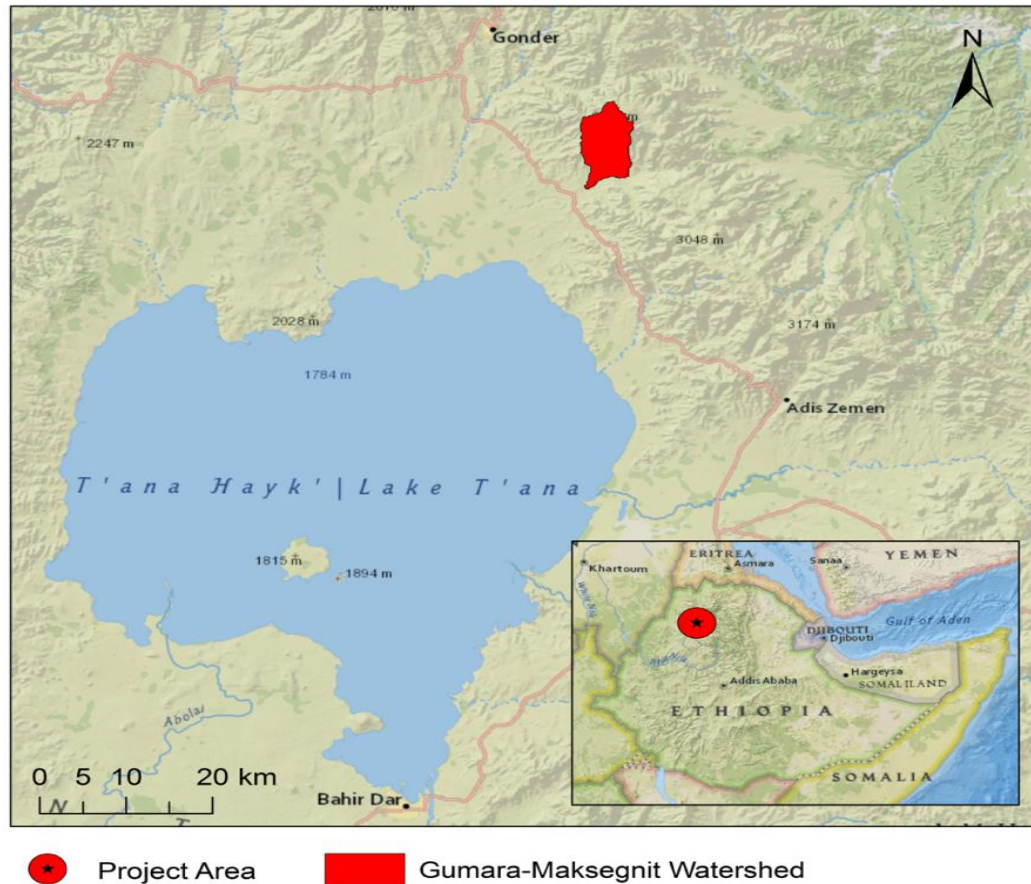 Gonder
N
2247 m
m
3048 m
2028 m
3174 m
1784 m
Adis Zemen
T'ana Hayk' | Lake T'ana
1815 m
1894 m
Abolai
0 5 10 20 km
Bahir Dar
N
ERITREA
Asmara
YEMEN
Sanaa
Khartoum
Gulf of Aden
DJIBOUTI
Djibouti
Hargeysa
SOMALILAND
Addis Ababa
ETHIOPIA
SOMALIA
Project Area
Gumara-Maksegnit Watershed